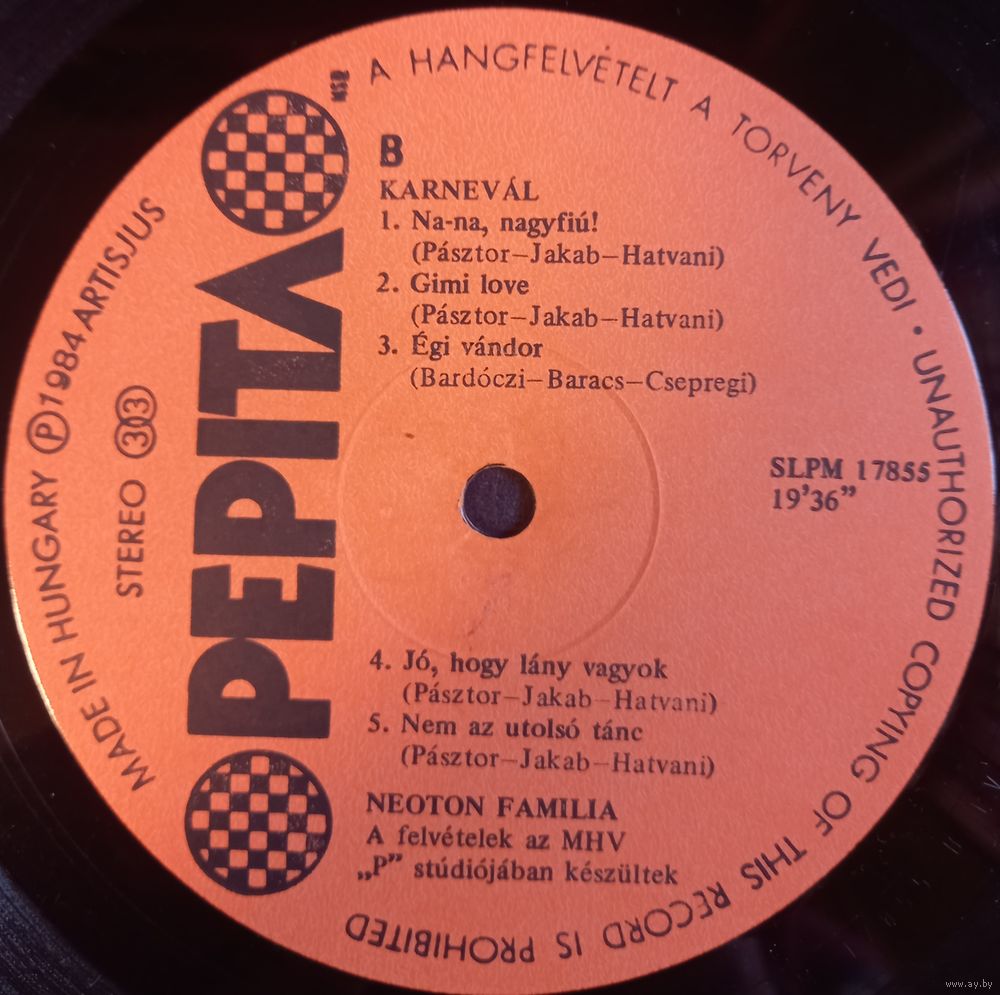 A HANGFELVÉTELT A TORVENY VEDI • UNAUTHORIZED COPYING OF THIS RECORD IS PROHIBITED
MADE IN HUNGARY Ⓟ 1984 ARTISJUS
STEREO 33
PEPITA
B
KARNEVÁL
1. Na-na, nagyfiú!
(Pásztor–Jakab–Hatvani)
2. Gimi love
(Pásztor–Jakab–Hatvani)
3. Égi vándor
(Bardóczi–Baracs–Csepregi)
SLPM 17855
19'36”
4. Jó, hogy lány vagyok
(Pásztor–Jakab–Hatvani)
5. Nem az utolsó tánc
(Pásztor–Jakab–Hatvani)
NEOTON FAMILIA
A felvételek az MHV
„P” stúdiójában készültek
www.ay.by